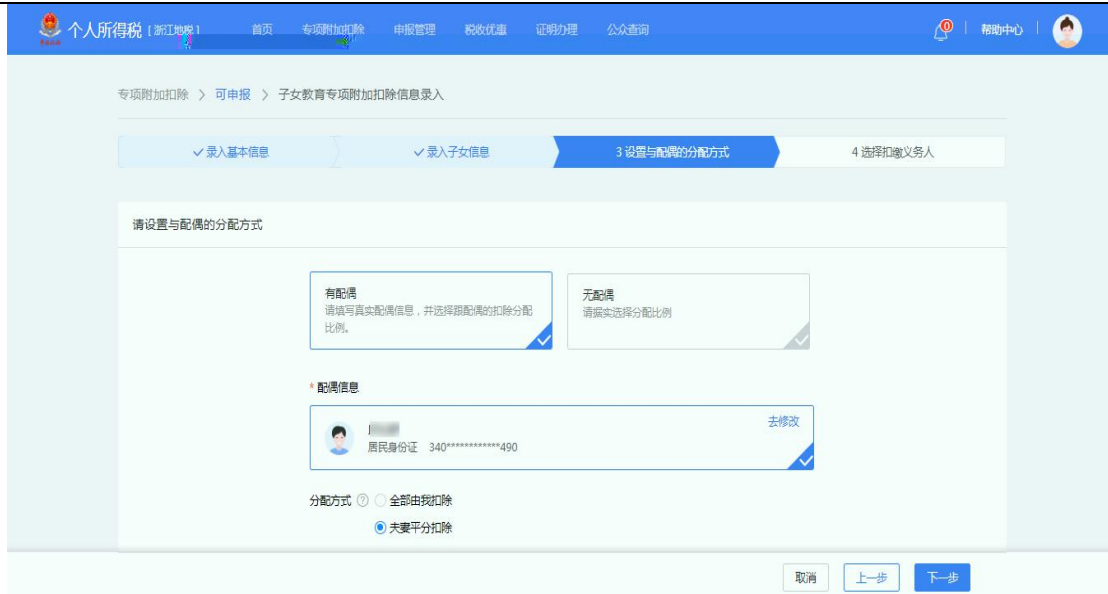 个人所得税 [ 浙江地税 ] 首页 专项附加扣除 申报管理 税收优惠 证明办理 公众查询 0 帮助中心
专项附加扣除 > 可申报 > 子女教育专项附加扣除信息录入
录入基本信息 录入子女信息 3 设置与配偶的分配方式 4 选择扣缴义务人
请设置与配偶的分配方式
有配偶
请填写真实配偶信息，并选择跟配偶的扣除分配
比例。
无配偶
请据实选择分配比例
* 配偶信息
去修改
居民身份证 340************490
分配方式 ? 全部由我扣除
夫妻平分扣除
取消 上一步 下一步